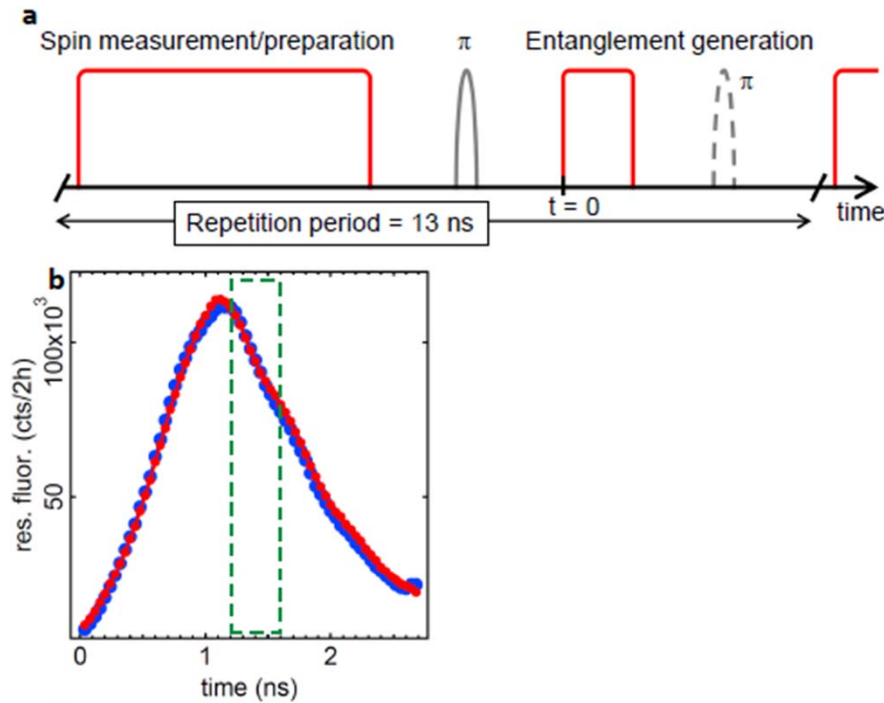 a
Spin measurement/preparation
π
Entanglement generation
π
t = 0
time
Repetition period = 13 ns
b
res. fluor. (cts/2h)
100x10³
50
0
1
2
time (ns)